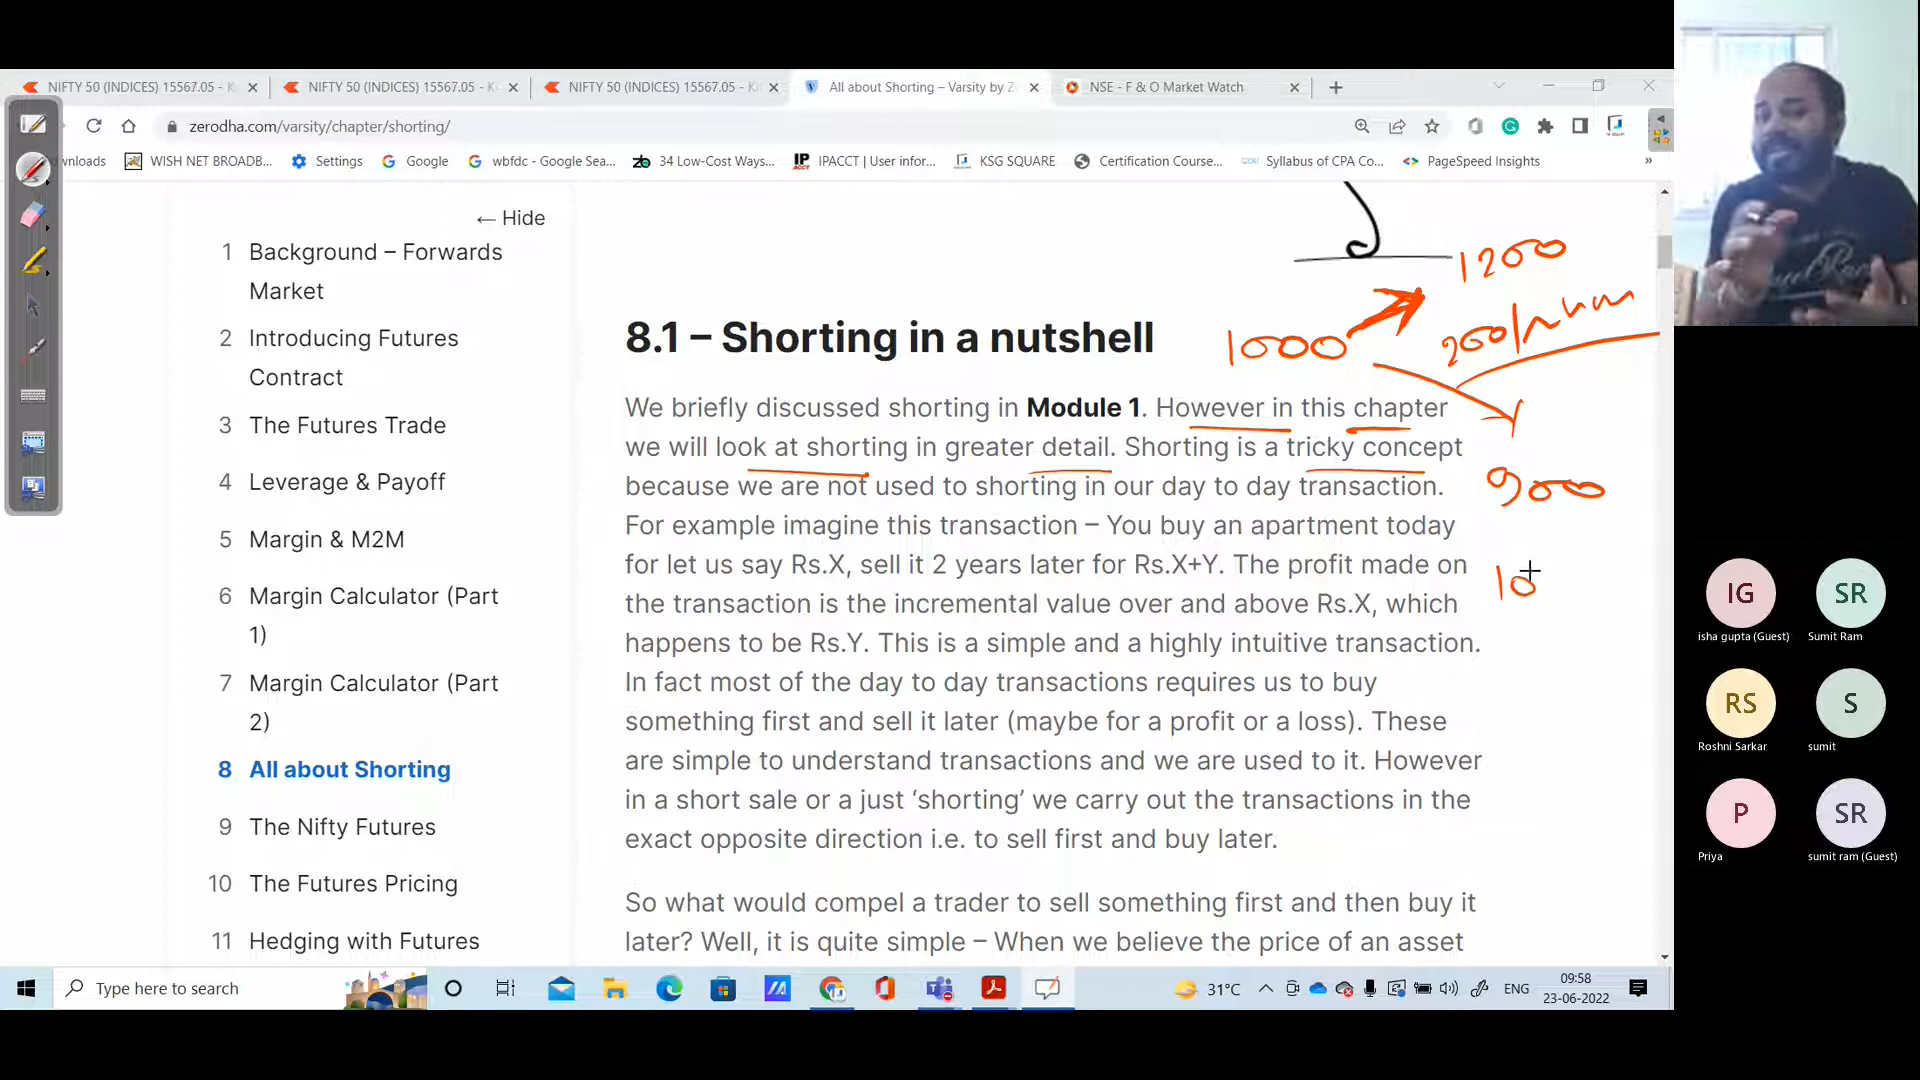 NIFTY 50 (INDICES) 15567.05 - K
NIFTY 50 (INDICES) 15567.05 - K
NIFTY 50 (INDICES) 15567.05 - Ki
All about Shorting – Varsity by Z
NSE - F & O Market Watch
zerodha.com/varsity/chapter/shorting/
wnloads
WISH NET BROADB...
Settings
Google
wbfdc - Google Sea...
34 Low-Cost Ways...
IPACCT | User infor...
KSG SQUARE
Certification Course...
Syllabus of CPA Co...
PageSpeed Insights
»
← Hide
1 Background – Forwards
Market
2 Introducing Futures
Contract
3 The Futures Trade
4 Leverage & Payoff
5 Margin & M2M
6 Margin Calculator (Part
1)
7 Margin Calculator (Part
2)
8 All about Shorting
9 The Nifty Futures
10 The Futures Pricing
11 Hedging with Futures
1200
1000
200/
900
10
8.1 – Shorting in a nutshell
We briefly discussed shorting in Module 1. However in this chapter
we will look at shorting in greater detail. Shorting is a tricky concept
because we are not used to shorting in our day to day transaction.
For example imagine this transaction – You buy an apartment today
for let us say Rs.X, sell it 2 years later for Rs.X+Y. The profit made on
the transaction is the incremental value over and above Rs.X, which
happens to be Rs.Y. This is a simple and a highly intuitive transaction.
In fact most of the day to day transactions requires us to buy
something first and sell it later (maybe for a profit or a loss). These
are simple to understand transactions and we are used to it. However
in a short sale or a just ‘shorting’ we carry out the transactions in the
exact opposite direction i.e. to sell first and buy later.
So what would compel a trader to sell something first and then buy it
later? Well, it is quite simple – When we believe the price of an asset
IG
isha gupta (Guest)
SR
Sumit Ram
RS
Roshni Sarkar
S
sumit
P
Priya
SR
sumit ram (Guest)
Type here to search
31°C
ENG
09:58
23-06-2022